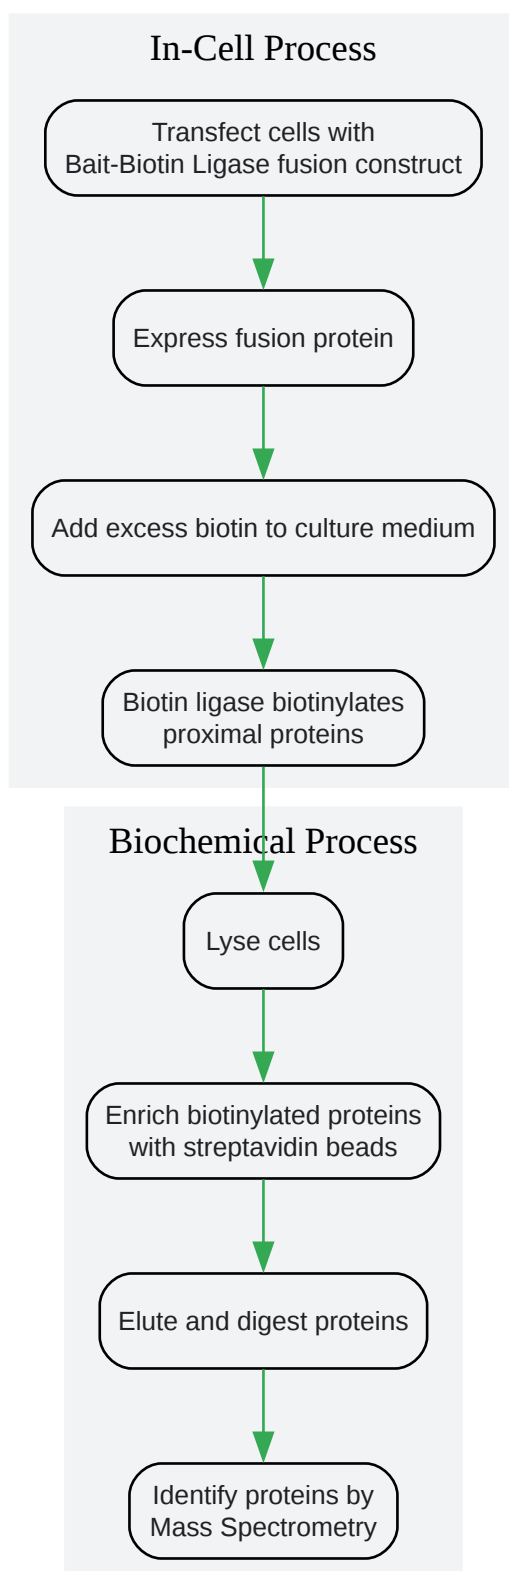 In-Cell Process
Transfect cells with
Bait-Biotin Ligase fusion construct
Express fusion protein
Add excess biotin to culture medium
Biotin ligase biotinylates
proximal proteins
Biochemical Process
Lyse cells
Enrich biotinylated proteins
with streptavidin beads
Elute and digest proteins
Identify proteins by
Mass Spectrometry